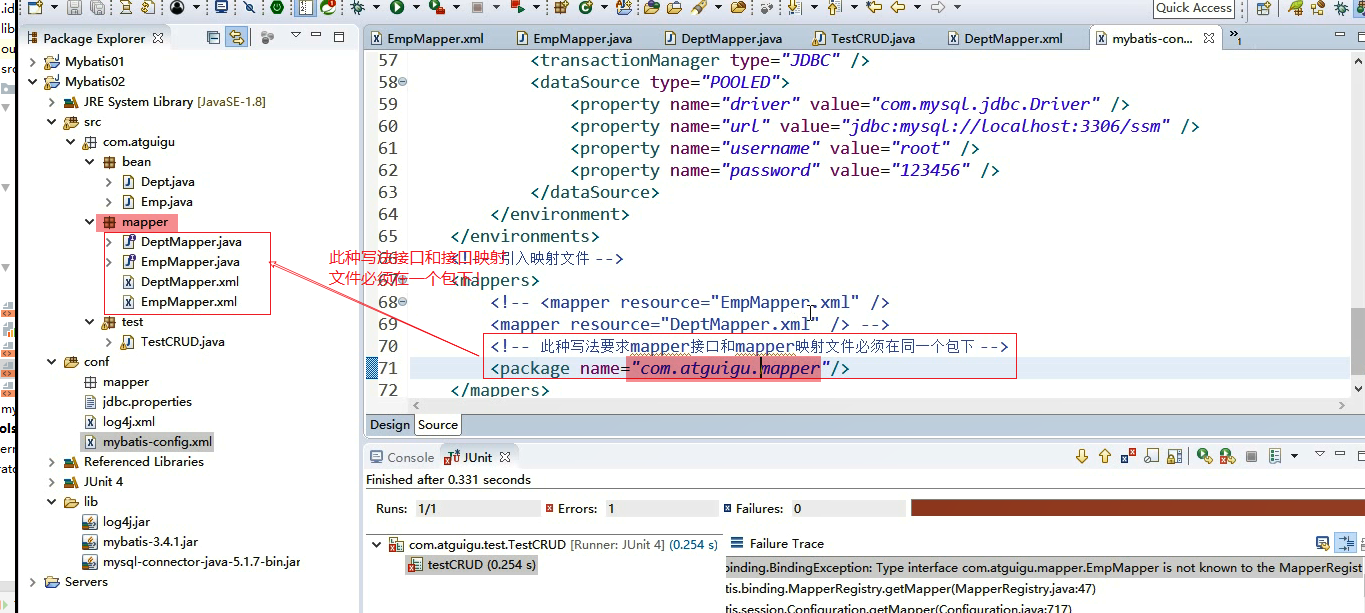 .id
lib
ou
src
my
ols
err
rato
Quick Access
Package Explorer
Mybatis01
Mybatis02
JRE System Library [JavaSE-1.8]
src
com.atguigu
bean
Dept.java
Emp.java
mapper
DeptMapper.java
EmpMapper.java
DeptMapper.xml
EmpMapper.xml
test
TestCRUD.java
conf
mapper
jdbc.properties
log4j.xml
mybatis-config.xml
Referenced Libraries
JUnit 4
lib
log4j.jar
mybatis-3.4.1.jar
mysql-connector-java-5.1.7-bin.jar
Servers
EmpMapper.xml EmpMapper.java DeptMapper.java TestCRUD.java DeptMapper.xml mybatis-con... »1
57 <transactionManager type="JDBC" />
58 <dataSource type="POOLED">
59 <property name="driver" value="com.mysql.jdbc.Driver" />
60 <property name="url" value="jdbc:mysql://localhost:3306/ssm" />
61 <property name="username" value="root" />
62 <property name="password" value="123456" />
63 </dataSource>
64 </environment>
65 </environments>
此种写法接口和接口映射
文件必须在一个包下！
66 <!-- 引入映射文件 -->
67 <mappers>
68 <!-- <mapper resource="EmpMapper.xml" />
69 <mapper resource="DeptMapper.xml" /> -->
70 <!-- 此种写法要求mapper接口和mapper映射文件必须在同一个包下 -->
71 <package name="com.atguigu.mapper"/>
72 </mappers>
Design Source
Console JUnit
Finished after 0.331 seconds
Runs: 1/1 Errors: 1 Failures: 0
com.atguigu.test.TestCRUD [Runner: JUnit 4] (0.254 s)
testCRUD (0.254 s)
Failure Trace
binding.BindingException: Type interface com.atguigu.mapper.EmpMapper is not known to the MapperRegist
tis.binding.MapperRegistry.getMapper(MapperRegistry.java:47)
tis.session.Configuration.getMapper(Configuration.java:717)